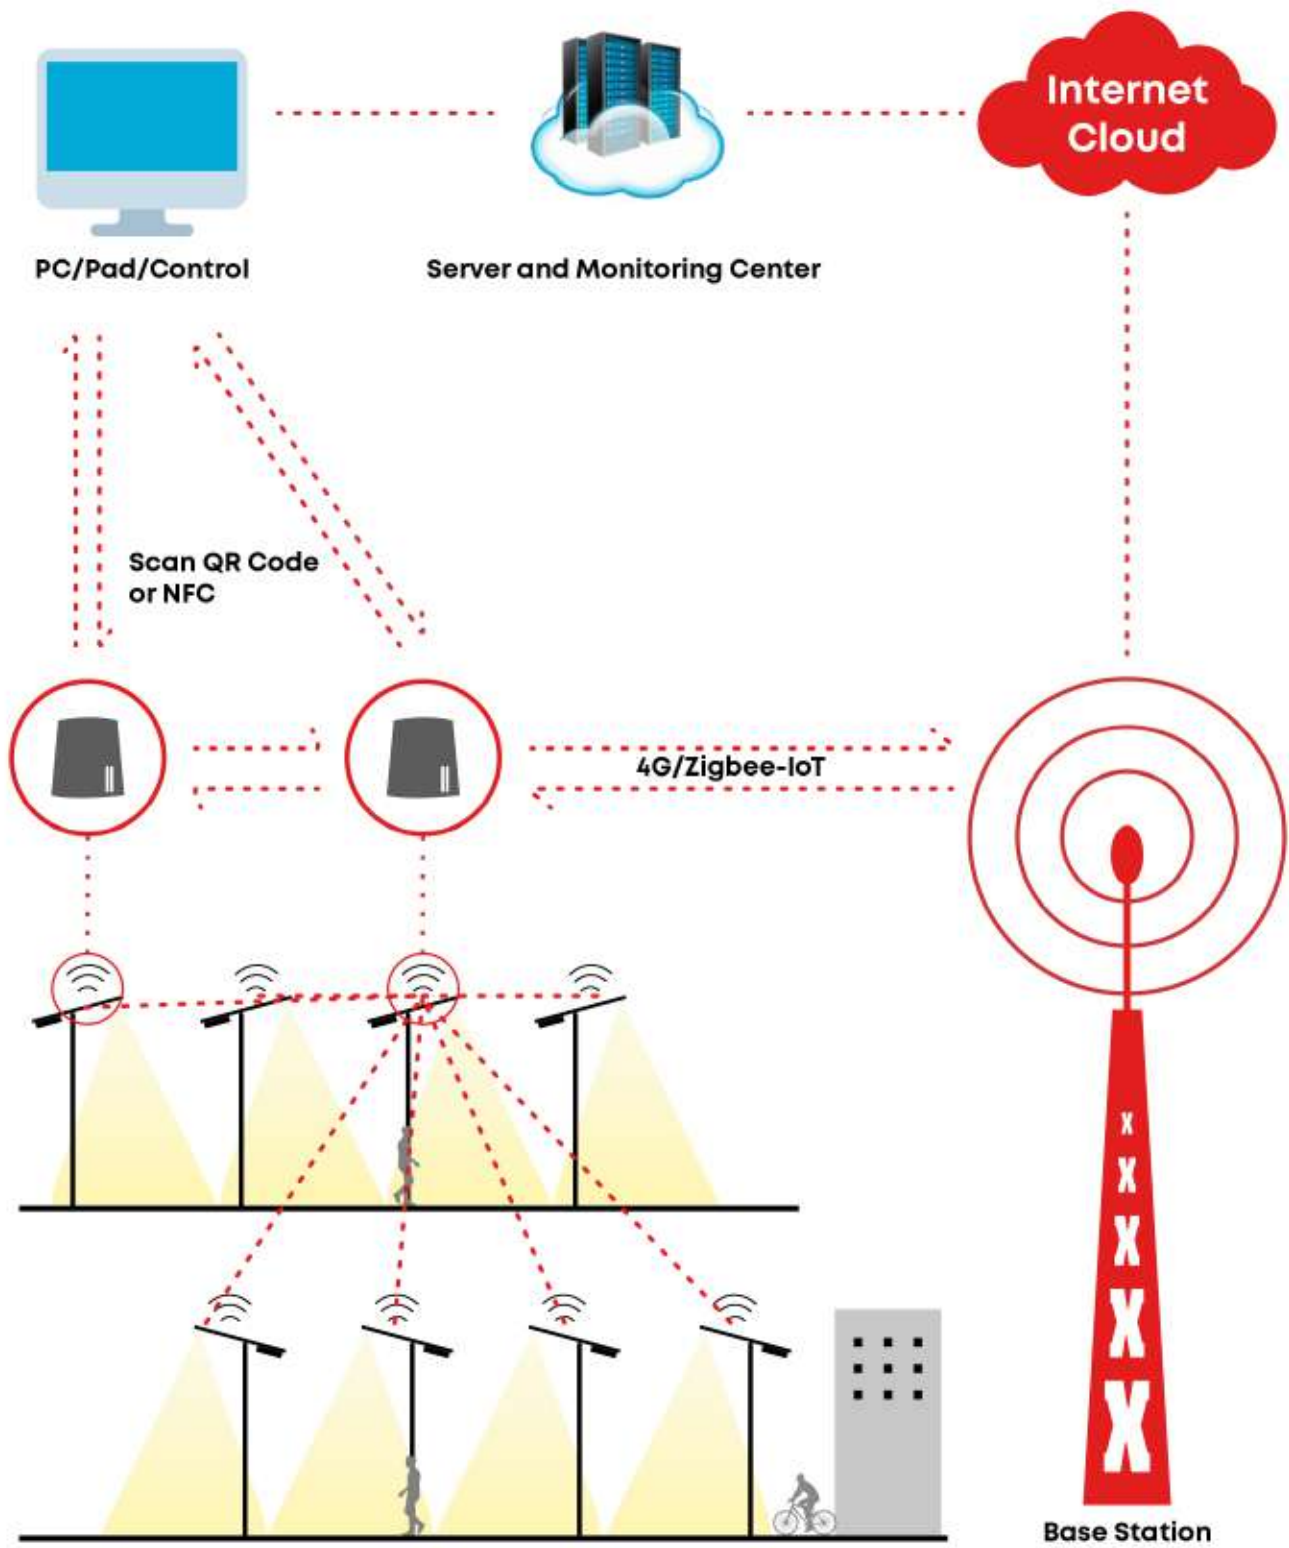 Internet
Cloud
PC/Pad/Control
Server and Monitoring Center
Scan QR Code
or NFC
4G/Zigbee-IoT
X
X
X
X
X
Base Station